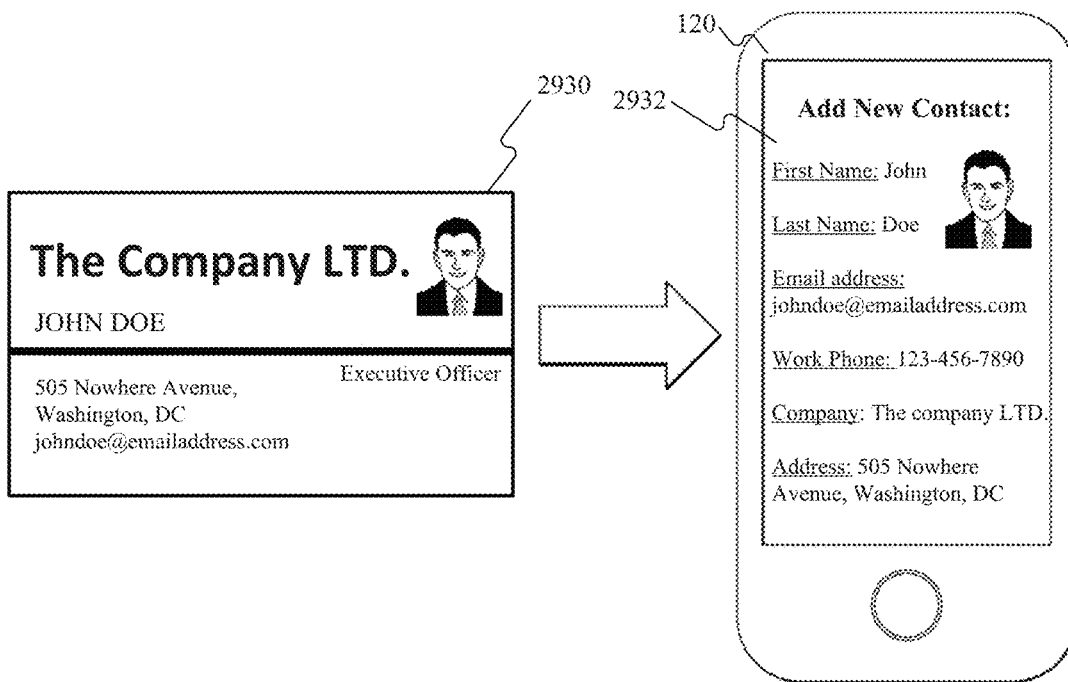 120
2930
2932
The Company LTD.
JOHN DOE
Executive Officer
505 Nowhere Avenue,
Washington, DC
johndoe@emailaddress.com
Add New Contact:
First Name: John
Last Name: Doe
Email address:
johndoe@emailaddress.com
Work Phone: 123-456-7890
Company: The company LTD.
Address: 505 Nowhere
Avenue, Washington, DC